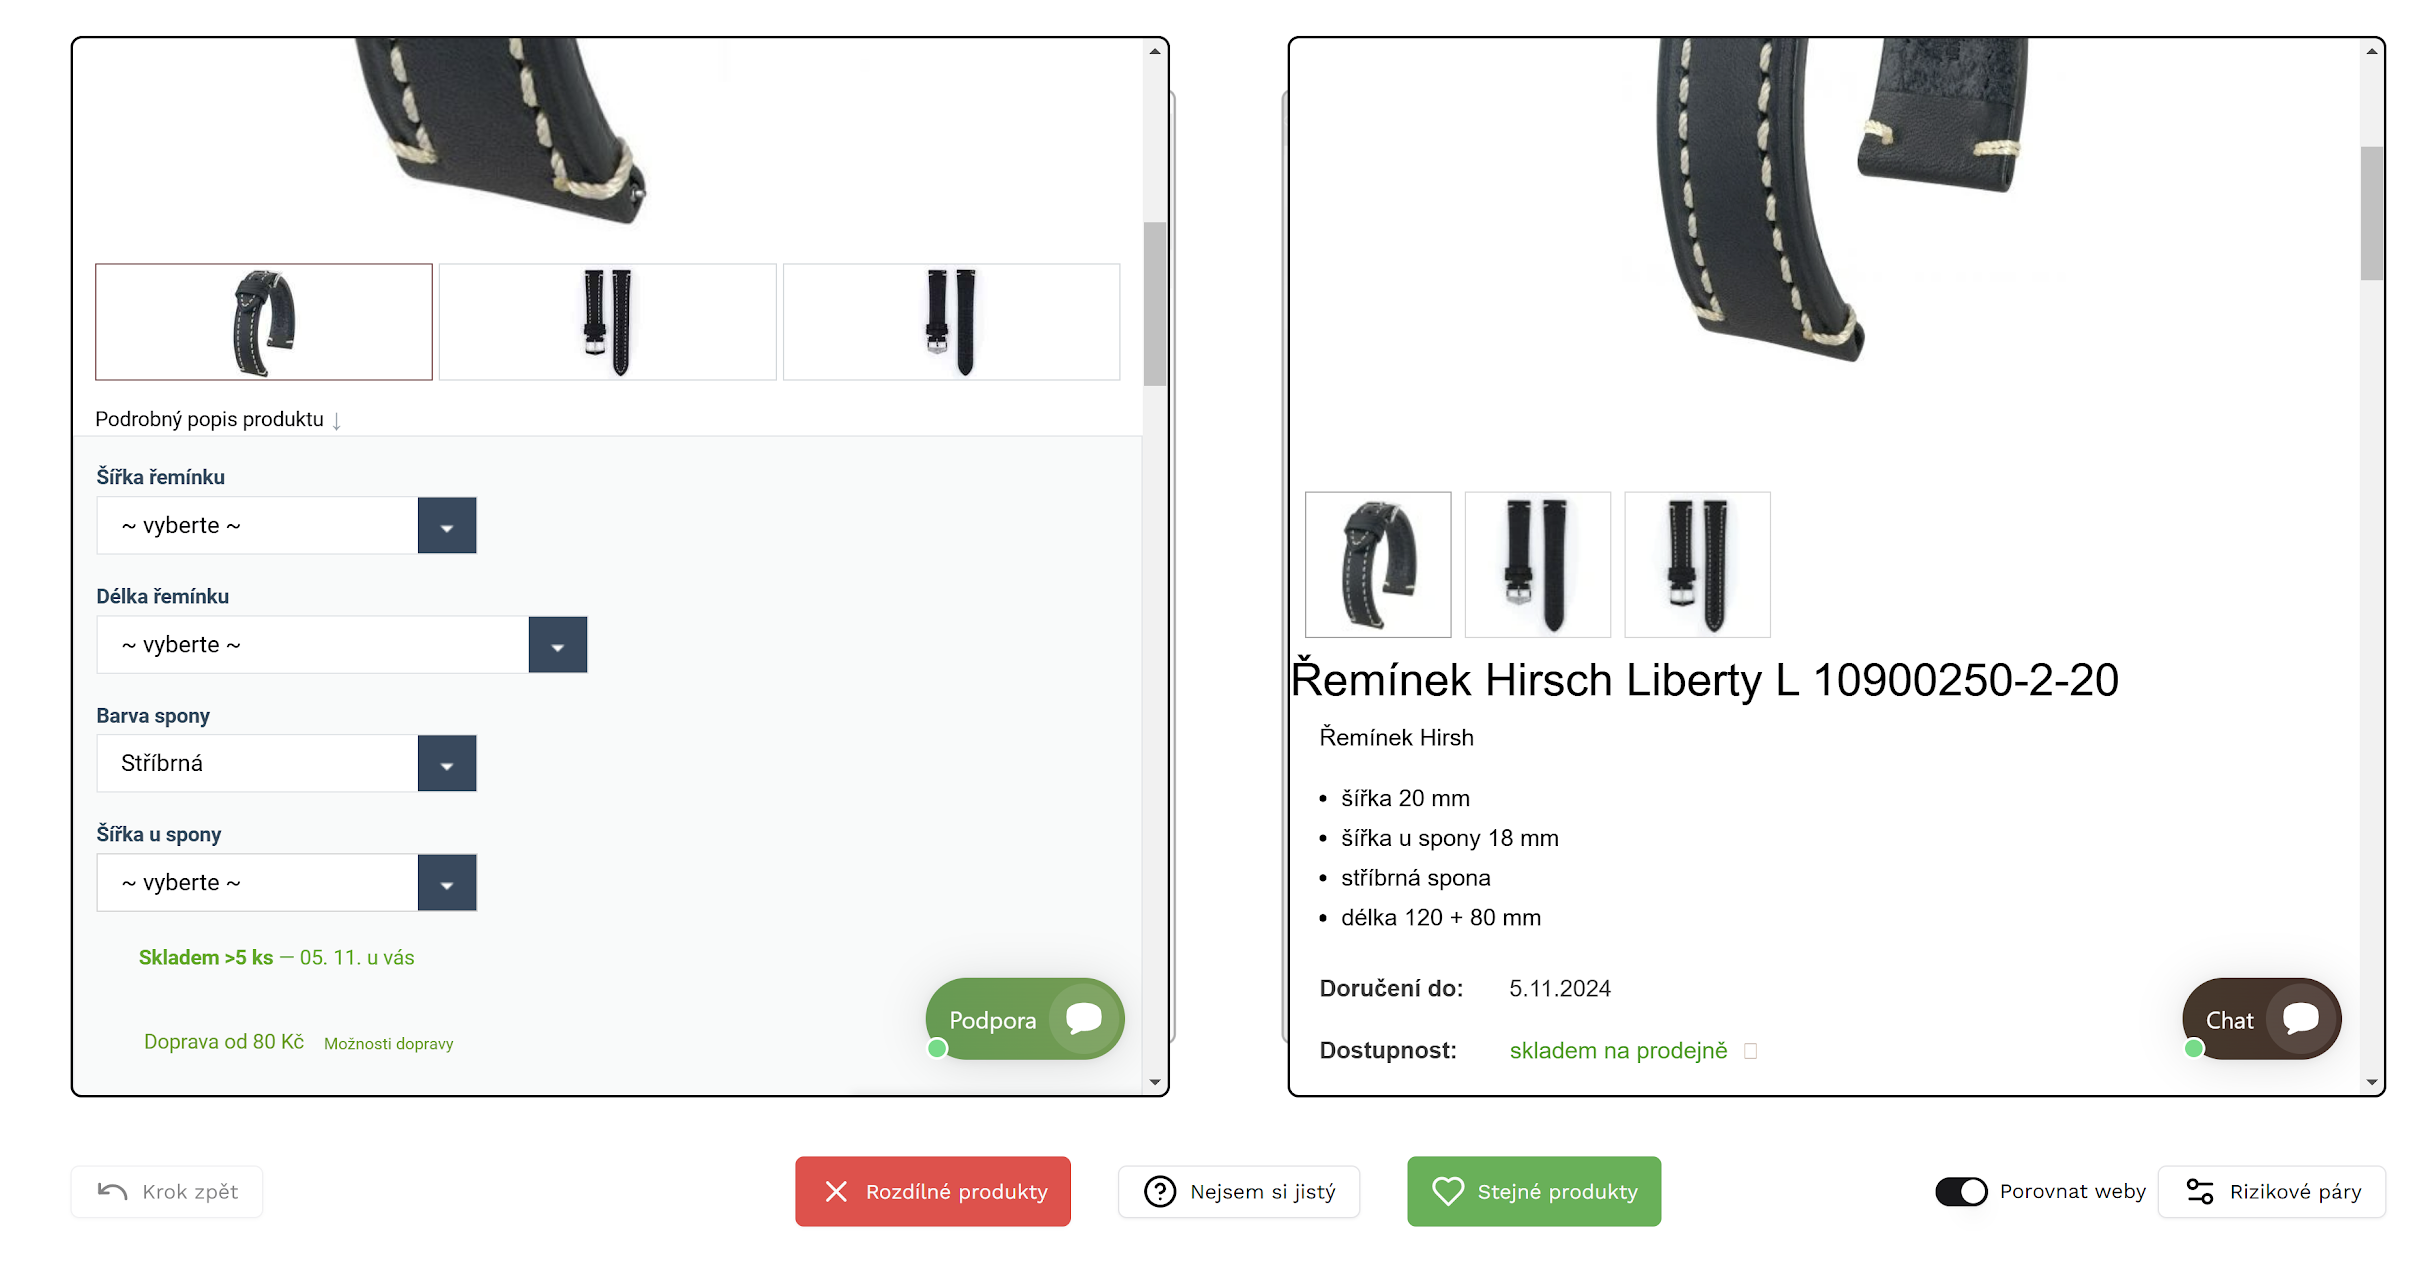 Podrobný popis produktu ↓
Šířka řemínku
~ vyberte ~
Délka řemínku
~ vyberte ~
Barva spony
Stříbrná
Šířka u spony
~ vyberte ~
Skladem >5 ks — 05. 11. u vás
Doprava od 80 Kč Možnosti dopravy
Podpora
Řemínek Hirsch Liberty L 10900250-2-20
Řemínek Hirsh
• šířka 20 mm
• šířka u spony 18 mm
• stříbrná spona
• délka 120 + 80 mm
Doručení do: 5.11.2024
Dostupnost: skladem na prodejně
Chat
Krok zpět
Rozdílné produkty
Nejsem si jistý
Stejné produkty
Porovnat weby
Rizikové páry